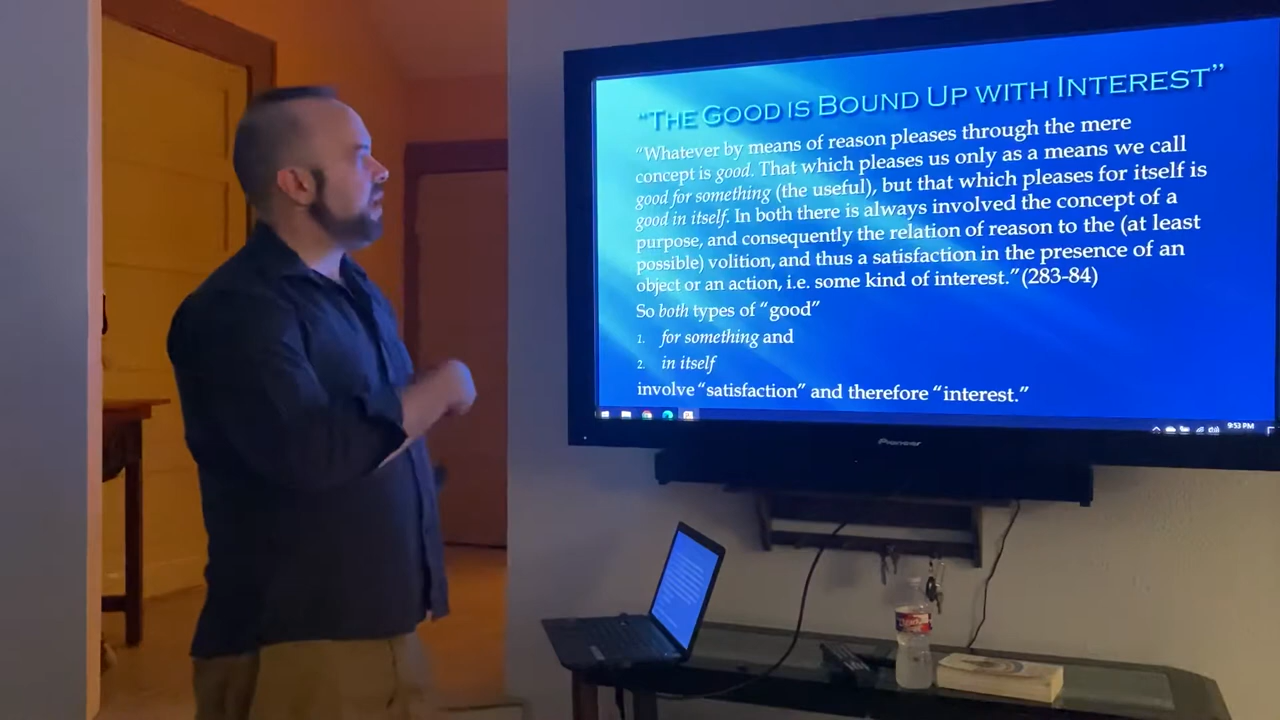 “THE GOOD IS BOUND UP WITH INTEREST”
“Whatever by means of reason pleases through the mere
concept is good. That which pleases us only as a means we call
good for something (the useful), but that which pleases for itself is
good in itself. In both there is always involved the concept of a
purpose, and consequently the relation of reason to the (at least
possible) volition, and thus a satisfaction in the presence of an
object or an action, i.e. some kind of interest.”(283-84)
So both types of “good”
1. for something and
2. in itself
involve “satisfaction” and therefore “interest.”
9:53 PM
Pioneer